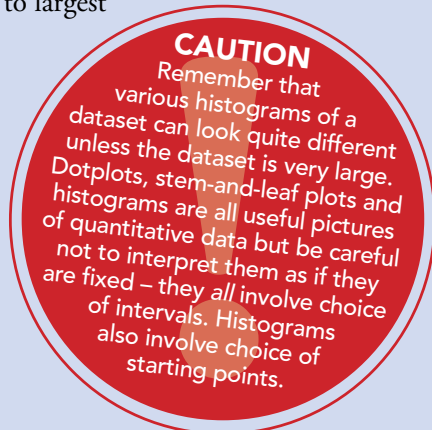 to largest
CAUTION
Remember that
various histograms of a
dataset can look quite different
unless the dataset is very large.
Dotplots, stem-and-leaf plots and
histograms are all useful pictures
of quantitative data but be careful
not to interpret them as if they
are fixed – they all involve choice
of intervals. Histograms
also involve choice of
starting points.